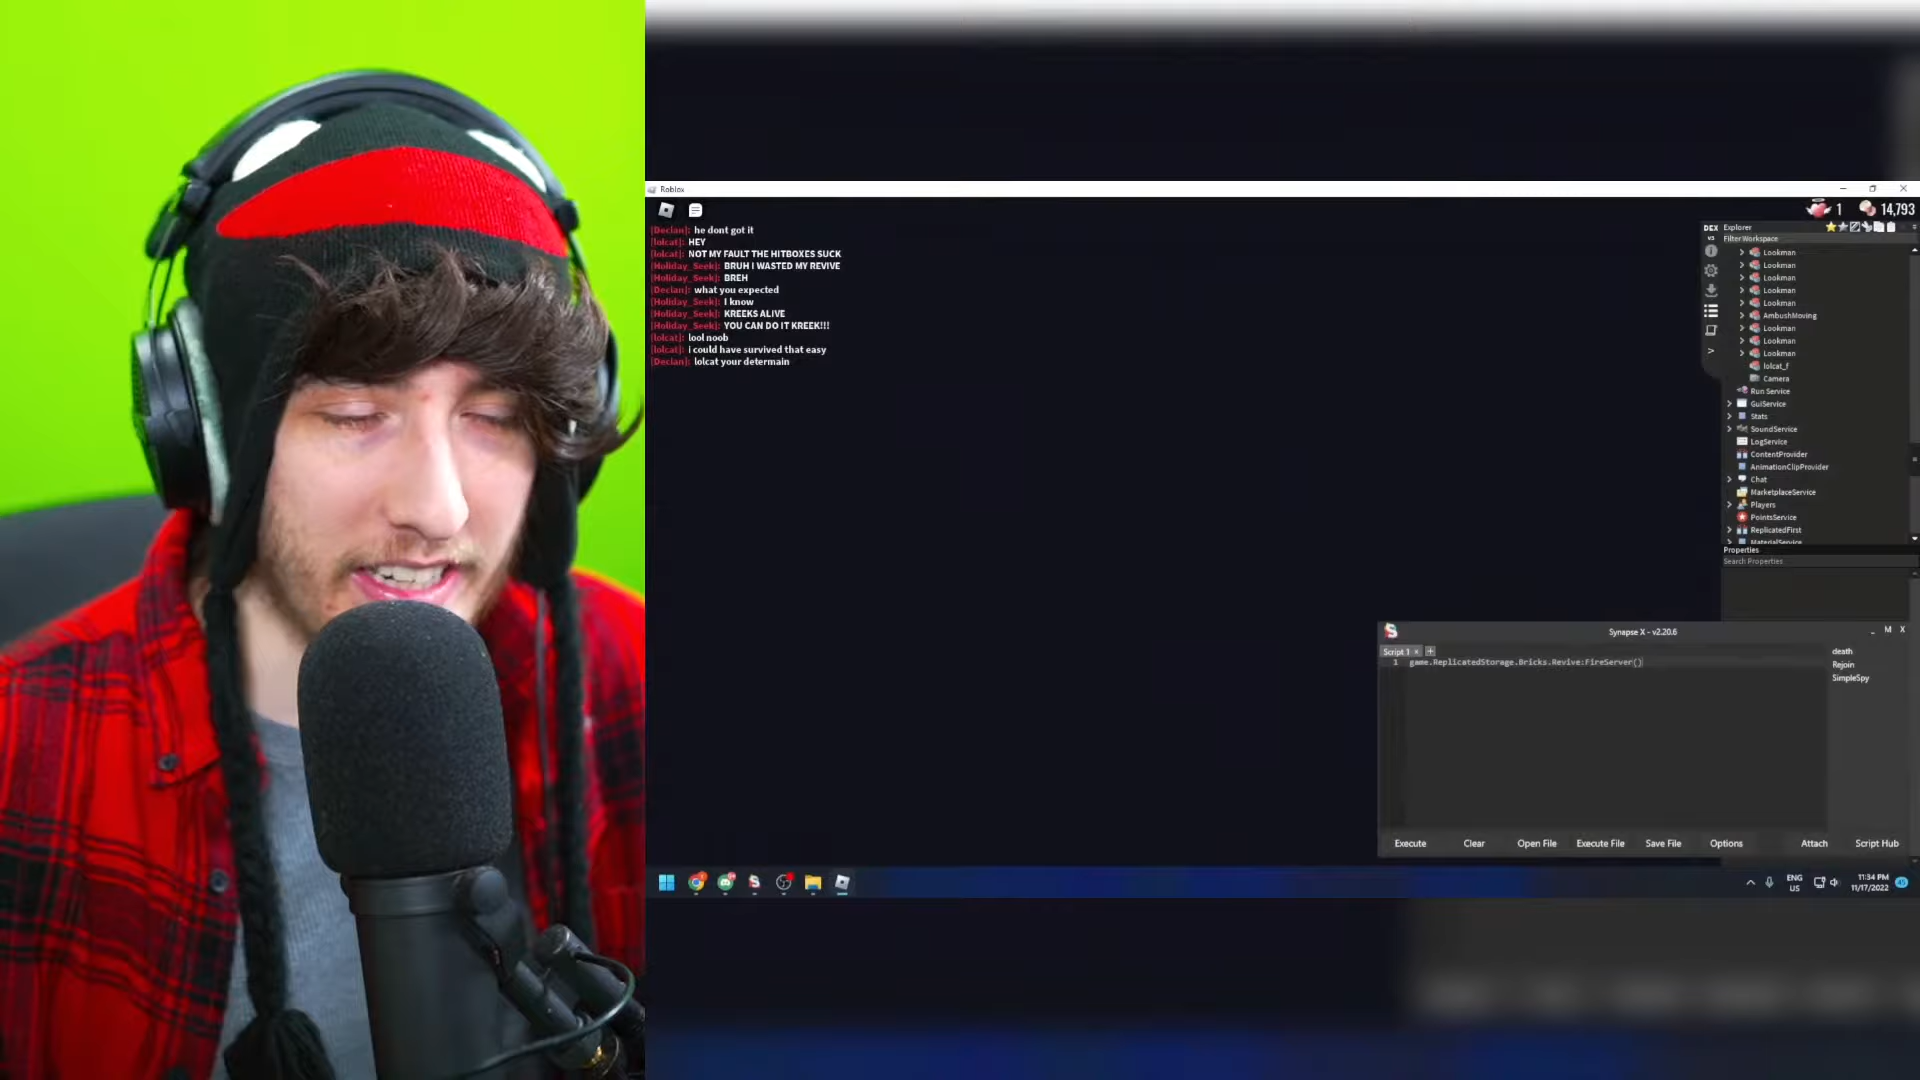 Roblox
1
14,793
[Declan]: he dont got it
[lolcat]: HEY
[lolcat]: NOT MY FAULT THE HITBOXES SUCK
[Holiday_Seek]: BRUH I WASTED MY REVIVE
[Holiday_Seek]: BREH
[Declan]: what you expected
[Holiday_Seek]: I know
[Holiday_Seek]: KREEKS ALIVE
[Holiday_Seek]: YOU CAN DO IT KREEK!!!
[lolcat]: lool noob
[lolcat]: i could have survived that easy
[Declan]: lolcat your determain
DEX
V3
Explorer
Filter Workspace
Lookman
Lookman
Lookman
Lookman
Lookman
AmbushMoving
Lookman
Lookman
Lookman
lolcat_f
Camera
Run Service
GuiService
Stats
SoundService
LogService
ContentProvider
AnimationClipProvider
Chat
MarketplaceService
Players
PointsService
ReplicatedFirst
MaterialService
Properties
Search Properties
Synapse X - v2.20.6
M X
Script 1 × +
1 game.ReplicatedStorage.Bricks.Revive:FireServer()
death
Rejoin
SimpleSpy
Execute Clear Open File Execute File Save File Options Attach Script Hub
ENG
US
11:34 PM
11/17/2022